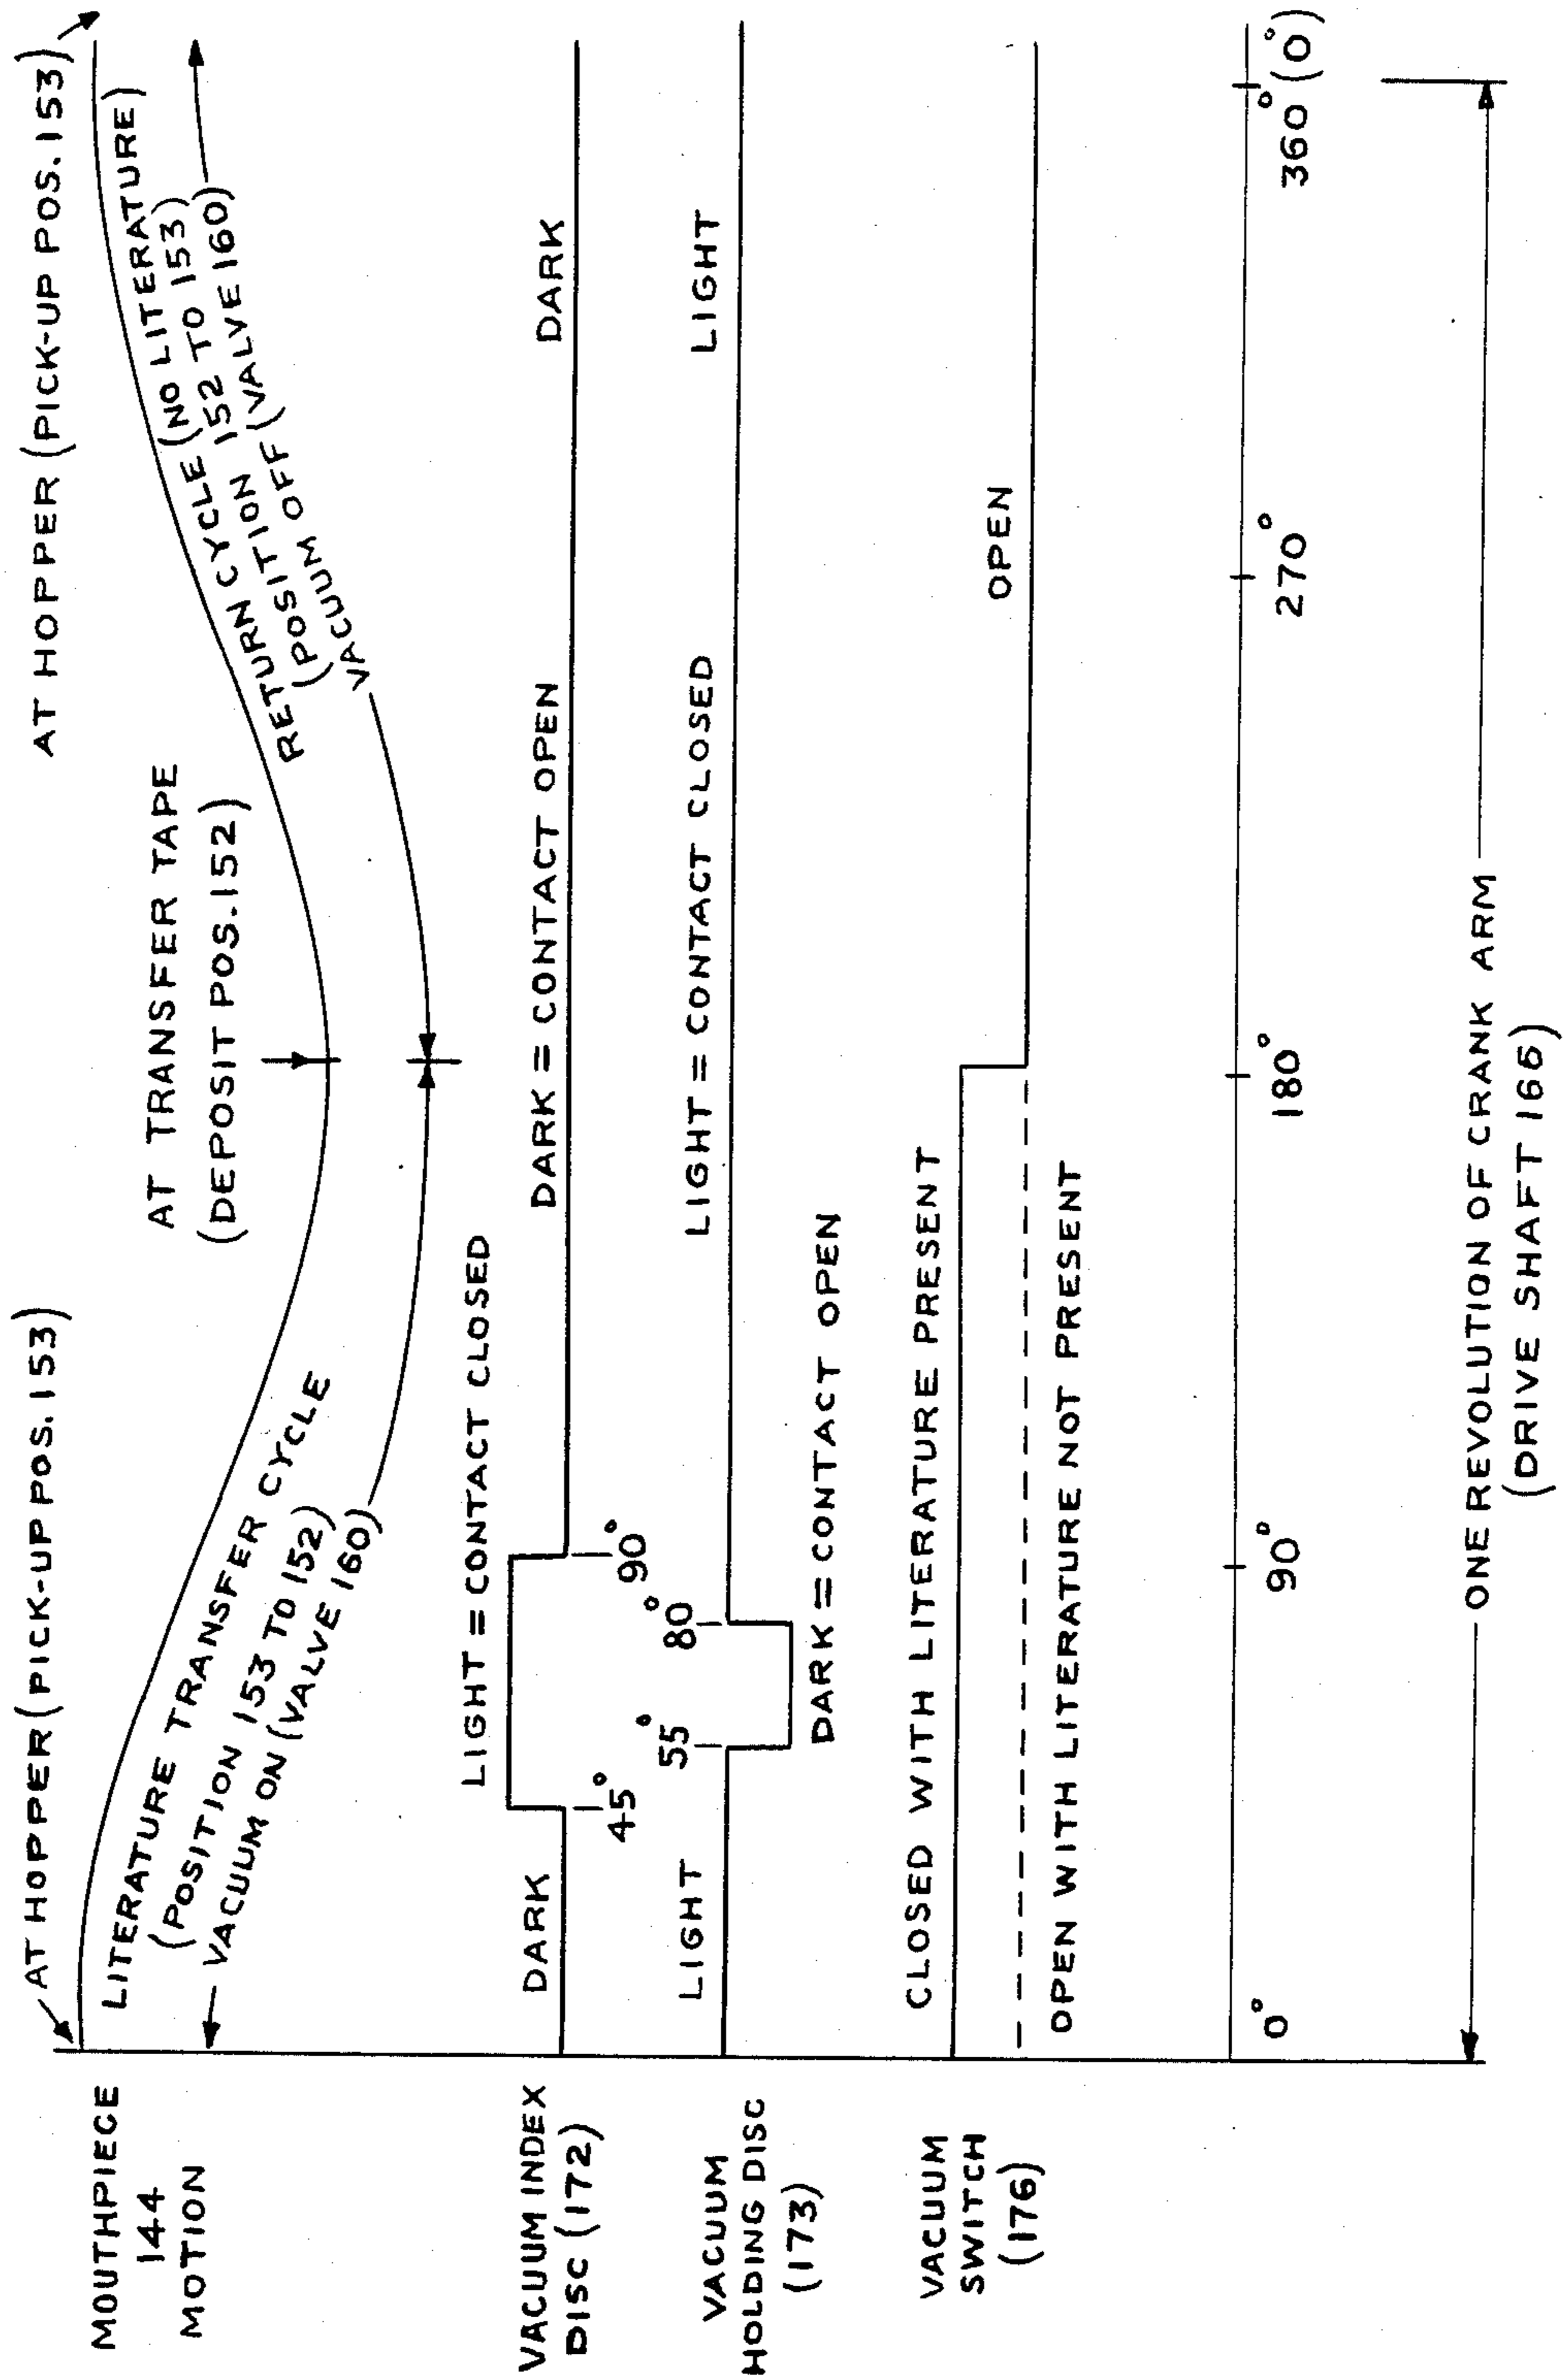 AT HOPPER (PICK-UP POS. 153)
AT HOPPER (PICK-UP POS. 153)
AT TRANSFER TAPE
(DEPOSIT POS. 152)
MOUTHPIECE
144
MOTION
LITERATURE TRANSFER CYCLE
(POSITION 153 TO 152)
VACUUM ON (VALVE 160)
RETURN CYCLE (NO LITERATURE)
(POSITION 152 TO 153)
VACUUM OFF (VALVE 160)
VACUUM INDEX
DISC (172)
DARK
LIGHT = CONTACT CLOSED
DARK = CONTACT OPEN
DARK
45°
90°
VACUUM
HOLDING DISC
(173)
LIGHT
55°
80°
LIGHT = CONTACT CLOSED
LIGHT
DARK = CONTACT OPEN
VACUUM
SWITCH
(176)
CLOSED WITH LITERATURE PRESENT
OPEN
OPEN WITH LITERATURE NOT PRESENT
0°
90°
180°
270°
360° (0°)
ONE REVOLUTION OF CRANK ARM
(DRIVE SHAFT 166)